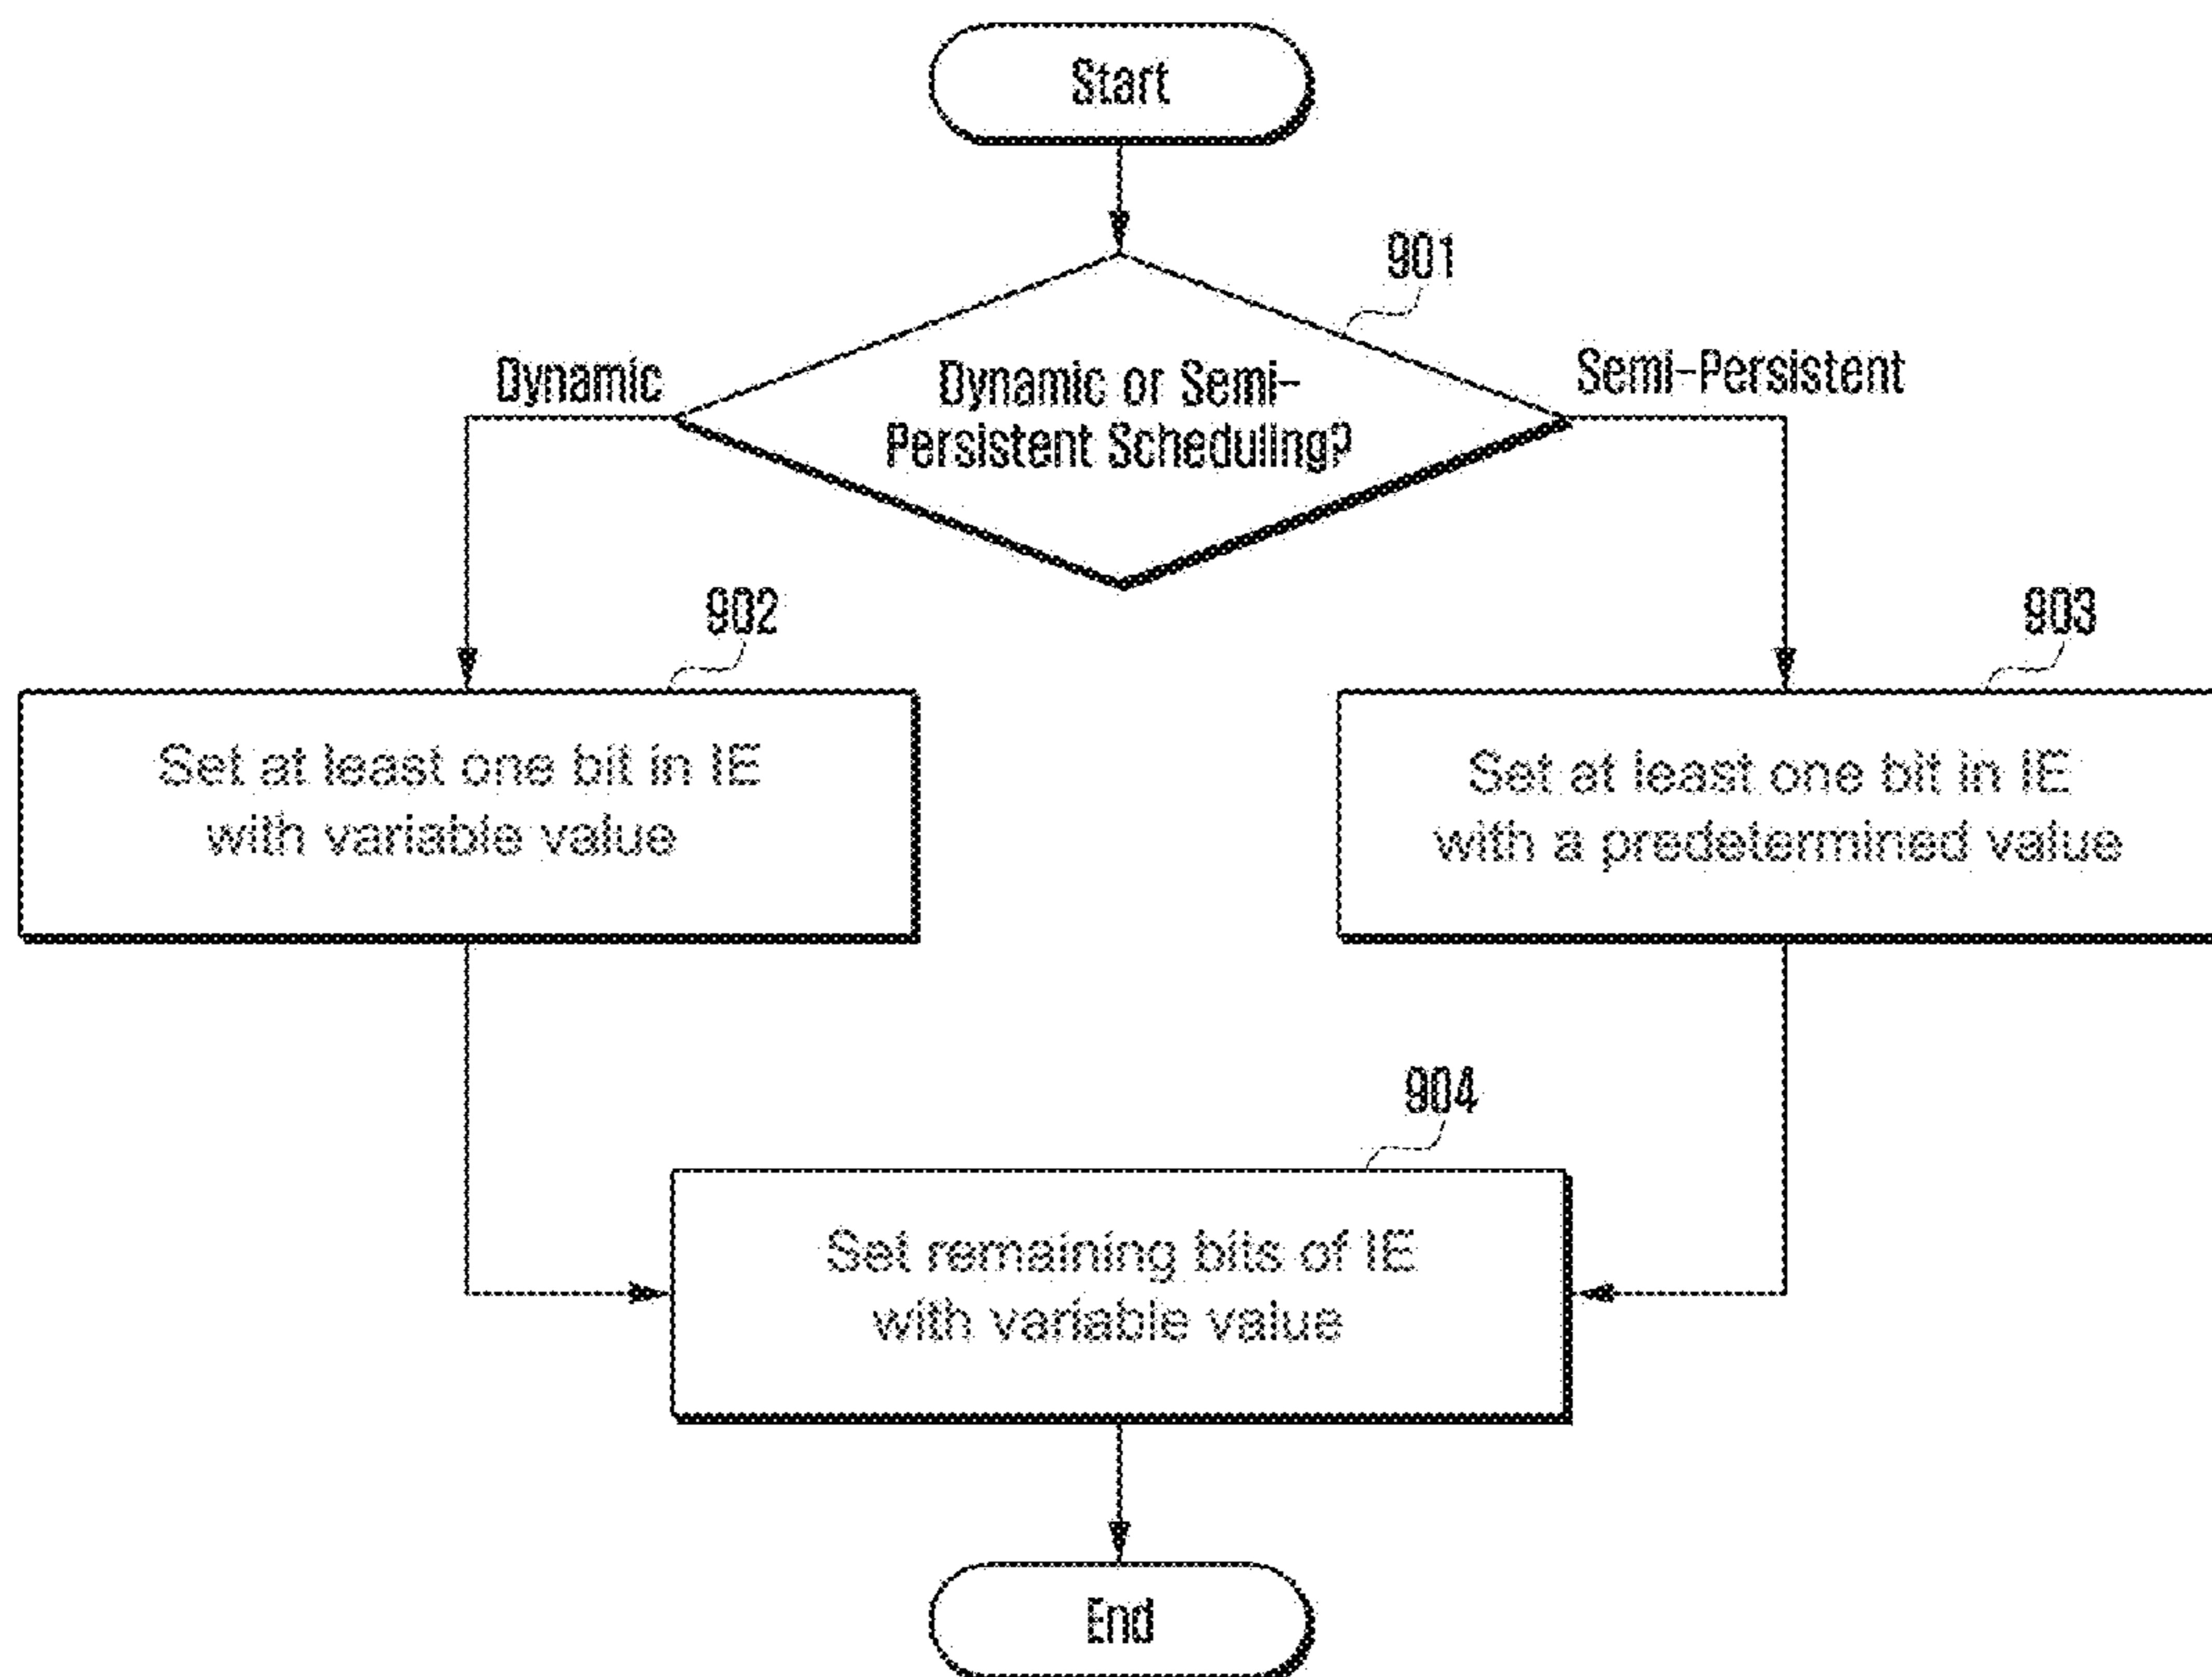 Start
901
Dynamic
Semi-Persistent
Dynamic or Semi-
Persistent Scheduling?
902
903
Set at least one bit in IE
with variable value
Set at least one bit in IE
with a predetermined value
904
Set remaining bits of IE
with variable value
End